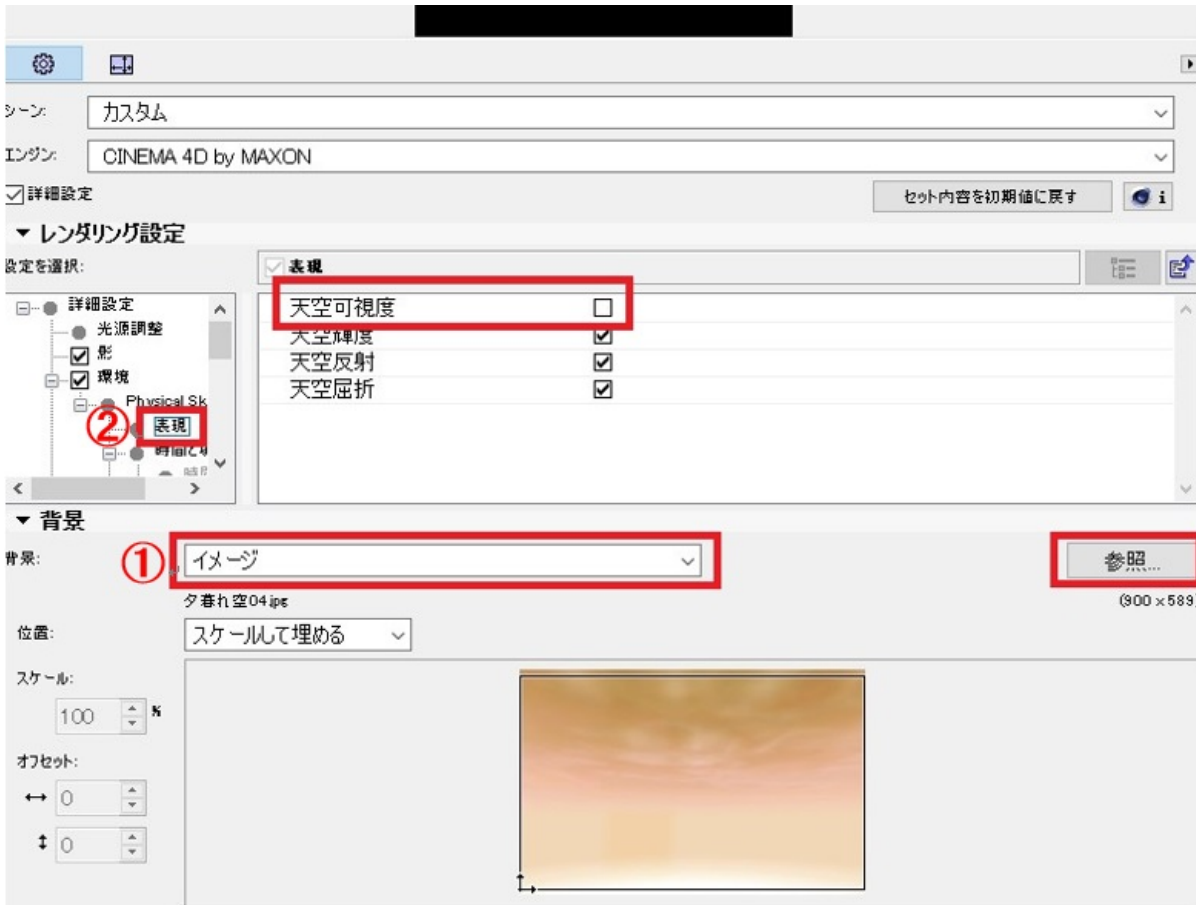 シーン: カスタム
エンジン: CINEMA 4D by MAXON
詳細設定 セット内容を初期値に戻す i
レンダリング設定
設定を選択: 表現
詳細設定
光源調整
影
環境
Physical Sk
② 表現
天空可視度
天空輝度
天空反射
天空屈折
背景
背景: ① イメージ 参照...
夕暮れ空04.jpg (900 x 589)
位置: スケールして埋める
スケール:
100 %
オフセット:
0
0